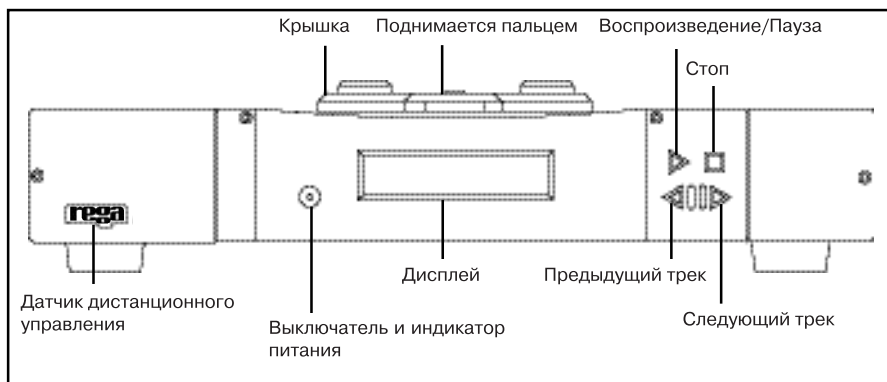 Крышка
Поднимается пальцем
Воспроизведение/Пауза
Стоп
rega
Дисплей
Предыдущий трек
Датчик дистанционного
управления
Выключатель и индикатор
питания
Следующий трек